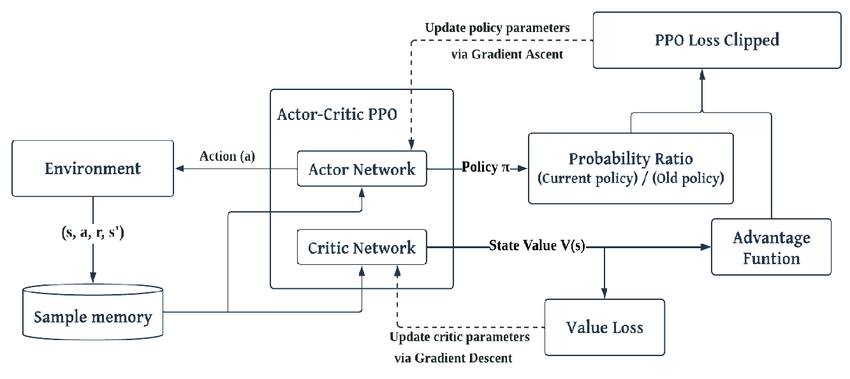 Update policy parameters
via Gradient Ascent
PPO Loss Clipped
Actor-Critic PPO
Environment
Action (a)
Actor Network
Policy π
Probability Ratio
(Current policy) / (Old policy)
(s, a, r, s')
Critic Network
State Value V(s)
Advantage
Funtion
Sample memory
Value Loss
Update critic parameters
via Gradient Descent